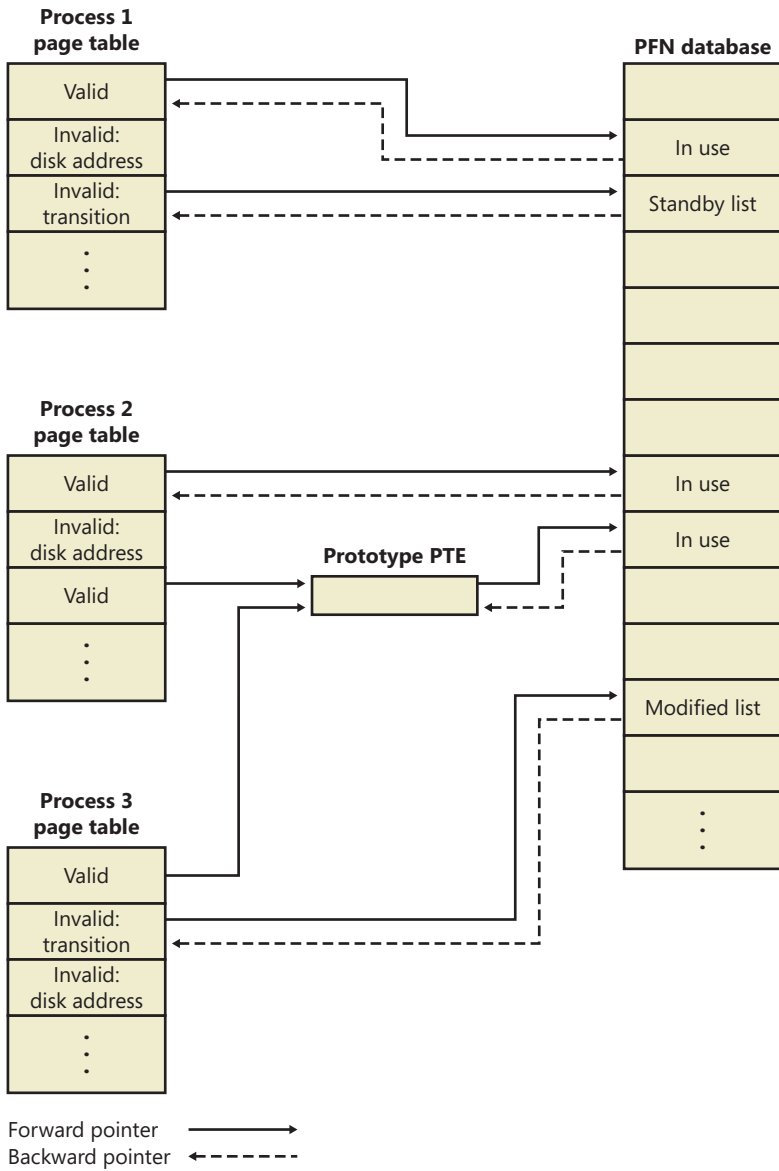 Process 1
page table
Valid
Invalid:
disk address
Invalid:
transition
PFN database
In use
Standby list
Process 2
page table
Valid
Invalid:
disk address
Valid
Prototype PTE
In use
In use
Modified list
Process 3
page table
Valid
Invalid:
transition
Invalid:
disk address
Forward pointer
Backward pointer